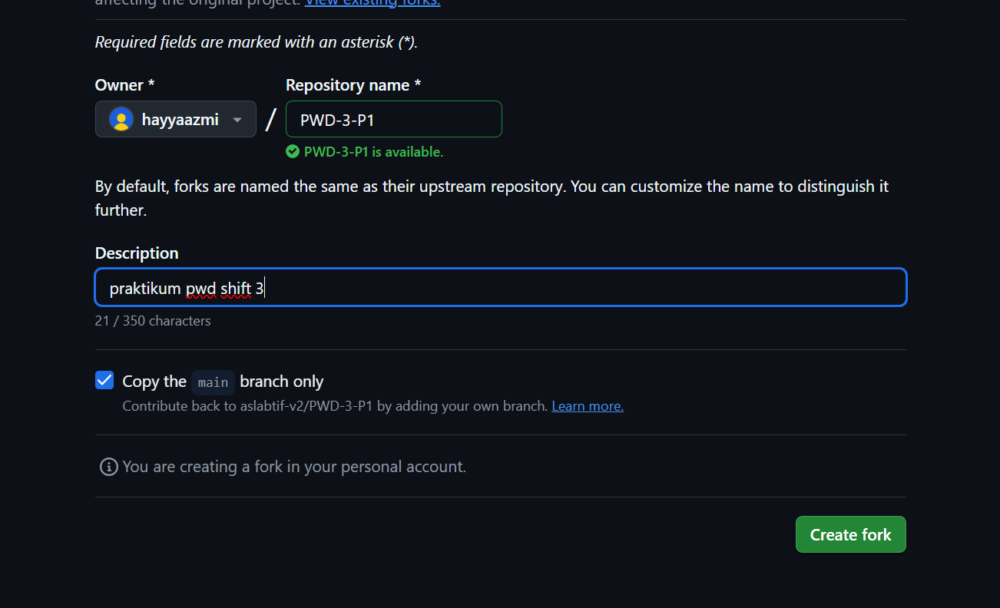 affecting the original project. View existing forks.
Required fields are marked with an asterisk (*).
Owner *
Repository name *
hayyaazmi
/
PWD-3-P1
PWD-3-P1 is available.
By default, forks are named the same as their upstream repository. You can customize the name to distinguish it
further.
Description
praktikum pwd shift 3
21 / 350 characters
Copy the main branch only
Contribute back to aslabtif-v2/PWD-3-P1 by adding your own branch. Learn more.
You are creating a fork in your personal account.
Create fork